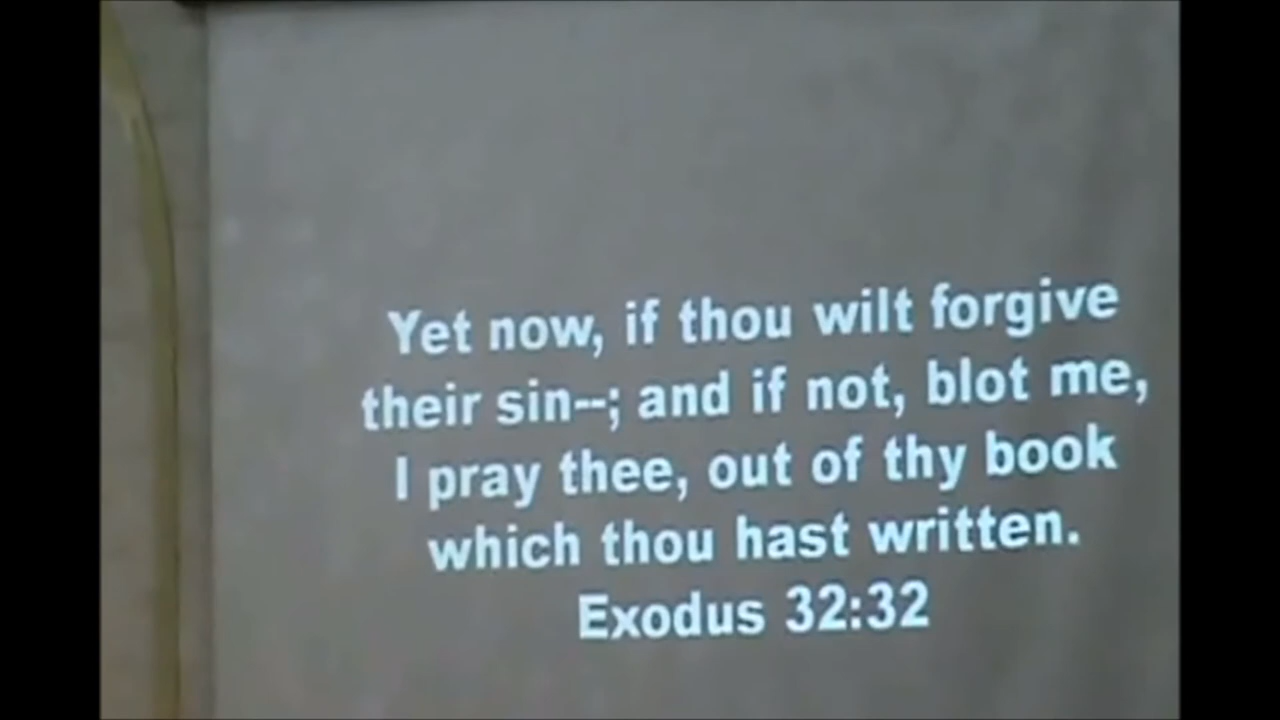 Yet now, if thou wilt forgive
their sin--; and if not, blot me,
I pray thee, out of thy book
which thou hast written.
Exodus 32:32